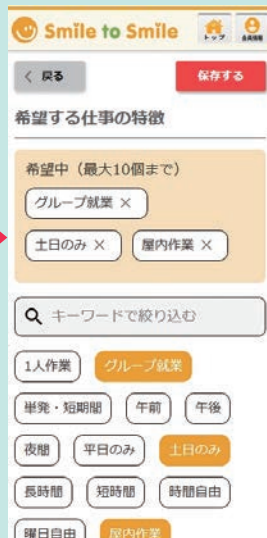 Smile to Smile
トップ
会員情報
< 戻る
保存する
希望する仕事の特徴
希望中(最大10個まで)
グループ就業 ×
土日のみ × 屋内作業 ×
キーワードで絞り込む
1人作業 グループ就業
単発・短期間 午前 午後
夜間 平日のみ 土日のみ
長時間 短時間 時間自由
曜日自由 屋内作業